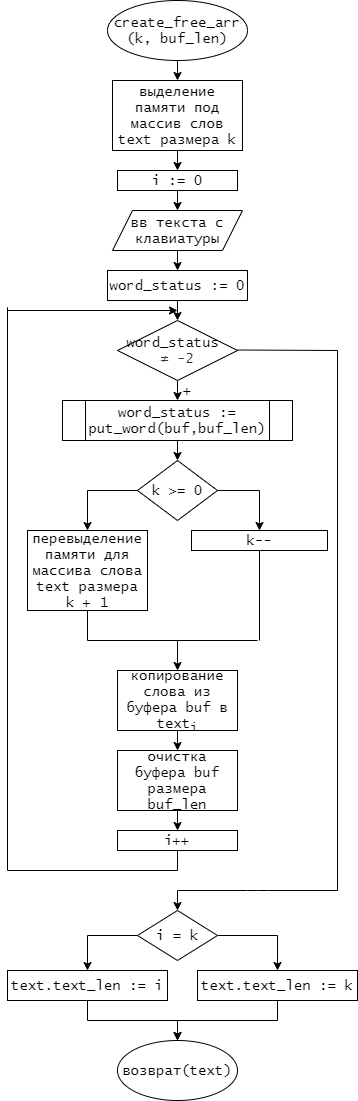 create_free_arr
(k, buf_len)
выделение
памяти под
массив слов
text размера k
i := 0
вв текста с
клавиатуры
word_status := 0
word_status
≠ -2
+
word_status :=
put_word(buf,buf_len)
k >= 0
перевыделение
памяти для
массива слова
text размера
k + 1
k--
копирование
слова из
буфера buf в
textᵢ
очистка
буфера buf
размера
buf_len
i++
i = k
text.text_len := i
text.text_len := k
возврат(text)